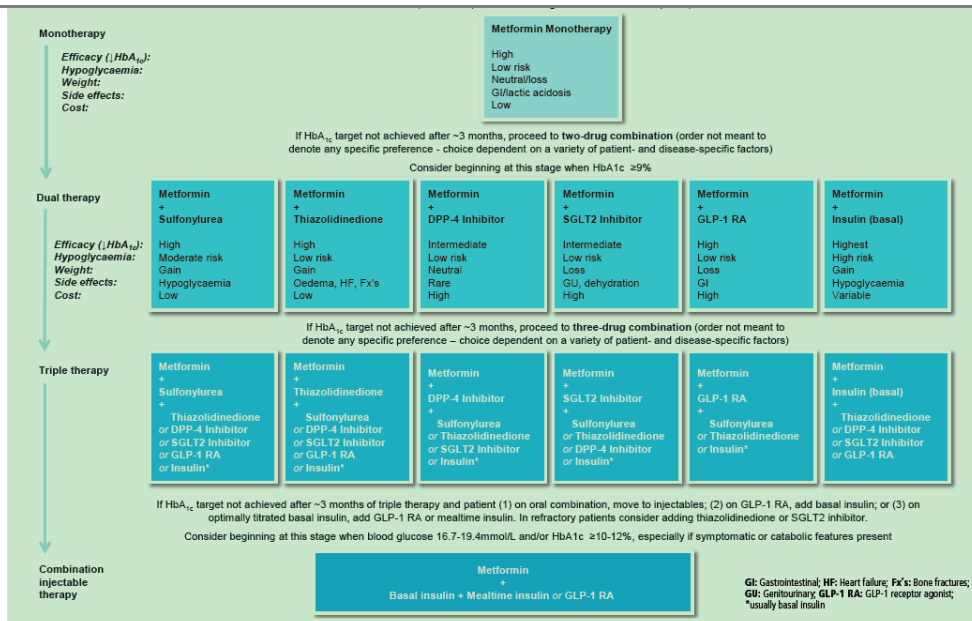 Monotherapy
Efficacy (↓HbA1c):
Hypoglycaemia:
Weight:
Side effects:
Cost:
Metformin Monotherapy
High
Low risk
Neutral/loss
GI/lactic acidosis
Low
If HbA1c target not achieved after ~3 months, proceed to two-drug combination (order not meant to
denote any specific preference - choice dependent on a variety of patient- and disease-specific factors)
Consider beginning at this stage when HbA1c ≥9%
Dual therapy
Efficacy (↓HbA1c):
Hypoglycaemia:
Weight:
Side effects:
Cost:
Metformin
+
Sulfonylurea
High
Moderate risk
Gain
Hypoglycaemia
Low
Metformin
+
Thiazolidinedione
High
Low risk
Gain
Oedema, HF, Fx's
Low
Metformin
+
DPP-4 Inhibitor
Intermediate
Low risk
Neutral
Rare
High
Metformin
+
SGLT2 Inhibitor
Intermediate
Low risk
Loss
GU, dehydration
High
Metformin
+
GLP-1 RA
High
Low risk
Loss
GI
High
Metformin
+
Insulin (basal)
Highest
High risk
Gain
Hypoglycaemia
Variable
If HbA1c target not achieved after ~3 months, proceed to three-drug combination (order not meant to
denote any specific preference – choice dependent on a variety of patient- and disease-specific factors)
Triple therapy
Metformin
+
Sulfonylurea
+
Thiazolidinedione
or DPP-4 Inhibitor
or SGLT2 Inhibitor
or GLP-1 RA
or Insulin*
Metformin
+
Thiazolidinedione
+
Sulfonylurea
or DPP-4 Inhibitor
or SGLT2 Inhibitor
or GLP-1 RA
or Insulin*
Metformin
+
DPP-4 Inhibitor
+
Sulfonylurea
or Thiazolidinedione
or SGLT2 Inhibitor
or Insulin*
Metformin
+
SGLT2 Inhibitor
+
Sulfonylurea
or Thiazolidinedione
or DPP-4 Inhibitor
or Insulin*
Metformin
+
GLP-1 RA
+
Sulfonylurea
or Thiazolidinedione
or Insulin*
Metformin
+
Insulin (basal)
+
Thiazolidinedione
or DPP-4 Inhibitor
or SGLT2 Inhibitor
or GLP-1 RA
If HbA1c target not achieved after ~3 months of triple therapy and patient (1) on oral combination, move to injectables; (2) on GLP-1 RA, add basal insulin; or (3) on
optimally titrated basal insulin, add GLP-1 RA or mealtime insulin. In refractory patients consider adding thiazolidinedione or SGLT2 inhibitor.
Consider beginning at this stage when blood glucose 16.7-19.4mmol/L and/or HbA1c ≥10-12%, especially if symptomatic or catabolic features present
Combination
injectable
therapy
Metformin
+
Basal insulin + Mealtime insulin or GLP-1 RA
GI: Gastrointestinal; HF: Heart failure; Fx's: Bone fractures;
GU: Genitourinary; GLP-1 RA: GLP-1 receptor agonist;
*usually basal insulin